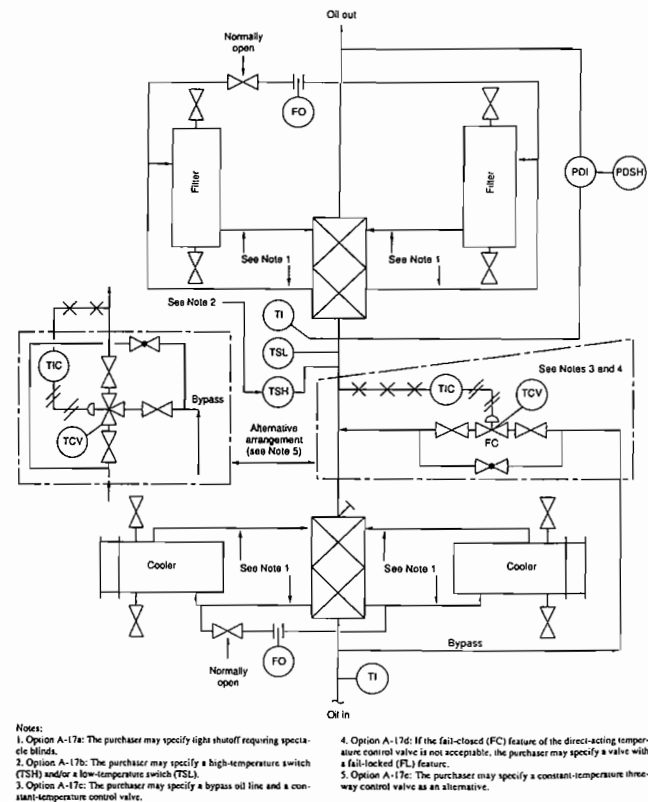 Oil out
Normally
open
FO
Filter
Filter
PDI
PDSH
See Note 1
See Note 1
See Note 2
TI
TSL
TSH
TIC
TCV
Bypass
See Notes 3 and 4
TIC
TCV
FC
Alternative
arrangement
(see Note 5)
Cooler
Cooler
See Note 1
See Note 1
Normally
open
FO
Bypass
TI
Oil in
Notes:
1. Option A-17a: The purchaser may specify tight shutoff requiring specta-
cle blinds.
2. Option A-17b: The purchaser may specify a high-temperature switch
(TSH) and/or a low-temperature switch (TSL).
3. Option A-17c: The purchaser may specify a bypass oil line and a con-
stant-temperature control valve.
4. Option A-17d: If the fail-closed (FC) feature of the direct-acting temper-
ature control valve is not acceptable, the purchaser may specify a valve with
a fail-locked (FL) feature.
5. Option A-17e: The purchaser may specify a constant-temperature three-
way control valve as an alternative.